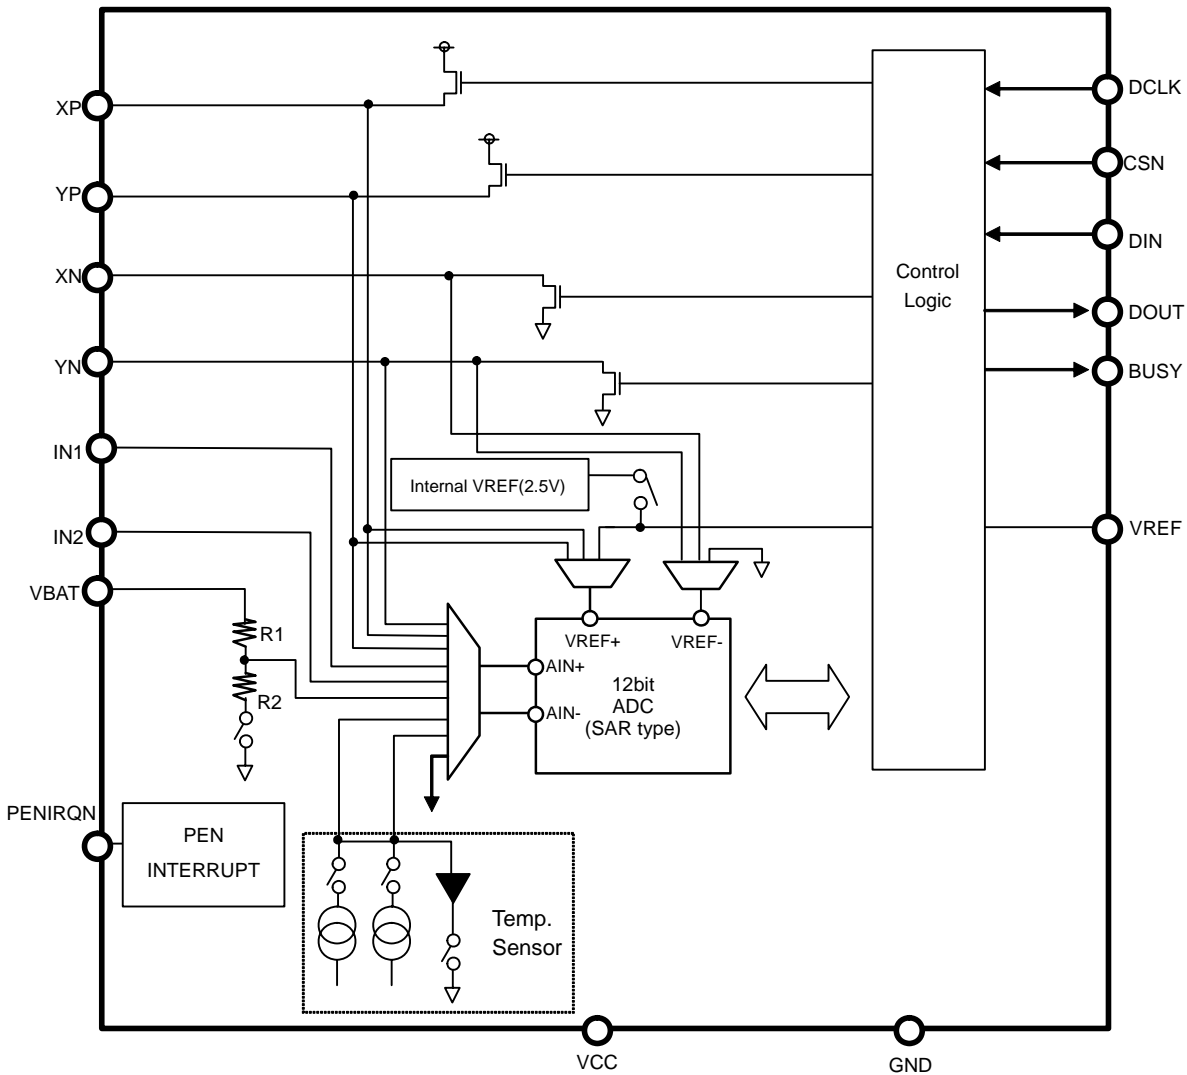 XP
DCLK
YP
CSN
XN
DIN
Control
Logic
DOUT
YN
BUSY
IN1
Internal VREF(2.5V)
IN2
VREF
VBAT
R1
VREF+
VREF-
AIN+
12bit
ADC
(SAR type)
R2
AIN-
PENIRQN
PEN
INTERRUPT
Temp.
Sensor
VCC
GND